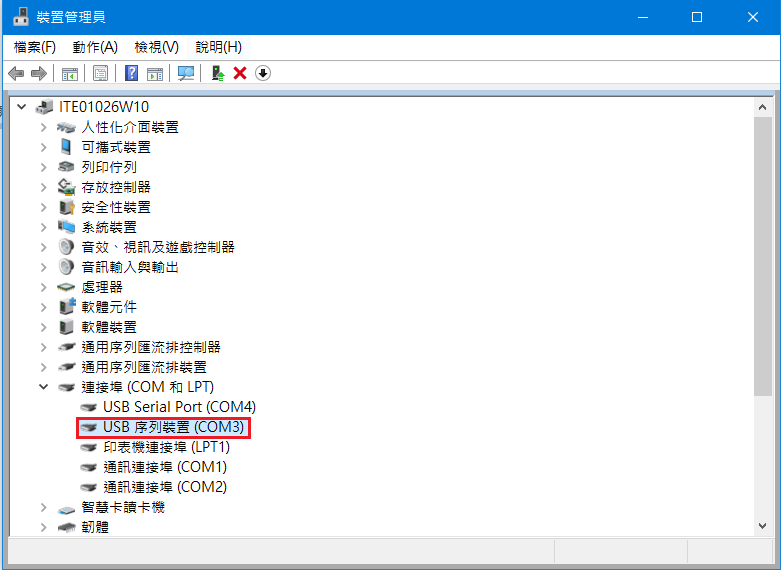 裝置管理員
檔案(F) 動作(A) 檢視(V) 說明(H)
ITE01026W10
人性化介面裝置
可攜式裝置
列印佇列
存放控制器
安全性裝置
系統裝置
音效、視訊及遊戲控制器
音訊輸入與輸出
處理器
軟體元件
軟體裝置
通用序列匯流排控制器
通用序列匯流排裝置
連接埠 (COM 和 LPT)
USB Serial Port (COM4)
USB 序列裝置 (COM3)
印表機連接埠 (LPT1)
通訊連接埠 (COM1)
通訊連接埠 (COM2)
智慧卡讀卡機
韌體